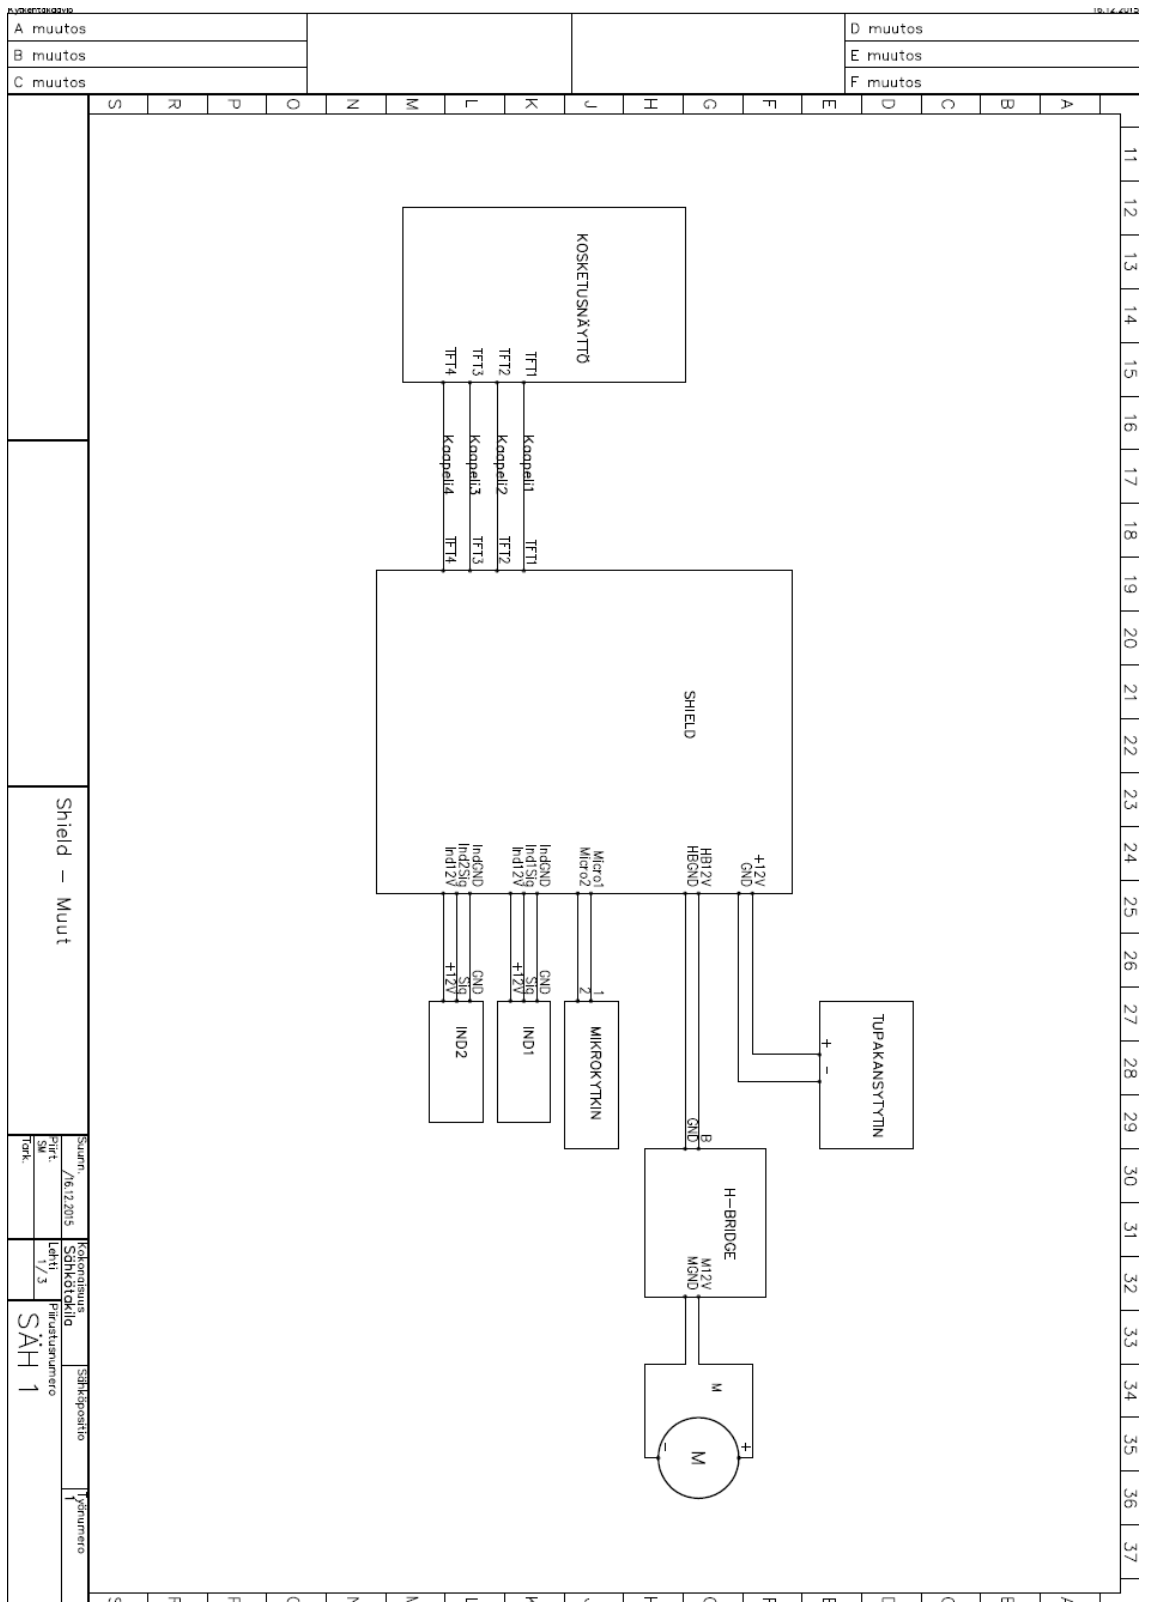 Kytkentäkaavio
16.12.2015
A muutos
B muutos
C muutos
D muutos
E muutos
F muutos
S R P O N M L K J H G F E D C B A
11
12
13
14
15
16
17
18
19
20
21
22
23
24
25
26
27
28
29
30
31
32
33
34
35
36
37
KOSKETUSNÄYTTÖ
TFT1
TFT2
TFT3
TFT4
Kaapeli1
Kaapeli2
Kaapeli3
Kaapeli4
TFT1
TFT2
TFT3
TFT4
SHIELD
+12V
GND
HB12V
HBGND
Micro1
Micro2
IndGND
Ind1Sig
Ind12V
IndGND
Ind2Sig
Ind12V
TUPAKANSYTYTIN
+
-
1
2
MIKROKYTKIN
GND
Sig
+12V
IND1
GND
Sig
+12V
IND2
B
GND
H-BRIDGE
M12V
MGND
M
+
-
M
Shield - Muut
Suunn.
/16.12.2015
Piirt.
SM
Tark.
Kokonaisuus
Sähkötakila
Lehti
1/3
Piirustusnumero
SÄH 1
Sähköpositio
Työnumero
1
S R P O N M L K J H G F E D C B A